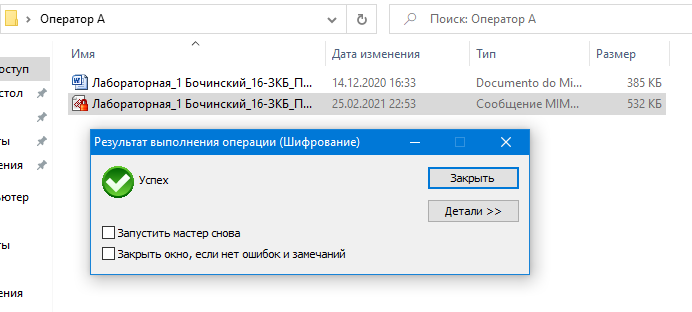 Оператор А
Поиск: Оператор А
Имя
Дата изменения
Тип
Размер
Лабораторная_1 Бочинский_16-ЗКБ_П...
14.12.2020 16:33
Documento do Mi...
385 КБ
Лабораторная_1 Бочинский_16-ЗКБ_П...
25.02.2021 22:53
Сообщение MIM...
532 КБ
оступ
стол
ты
ения
ьютер
ты
ения
Результат выполнения операции (Шифрование)
Успех
Закрыть
Детали >>
Запустить мастер снова
Закрыть окно, если нет ошибок и замечаний